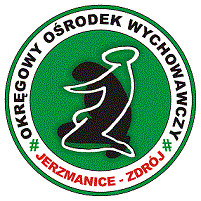 OKRĘGOWY OŚRODEK WYCHOWAWCZY
# JERZMANICE - ZDRÓJ #